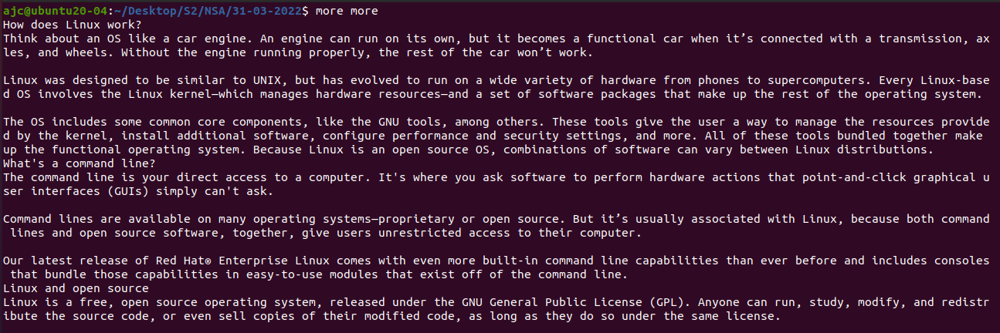 ajc@ubuntu20-04:~/Desktop/S2/NSA/31-03-2022$ more more
How does Linux work?
Think about an OS like a car engine. An engine can run on its own, but it becomes a functional car when it’s connected with a transmission, ax
les, and wheels. Without the engine running properly, the rest of the car won’t work.

Linux was designed to be similar to UNIX, but has evolved to run on a wide variety of hardware from phones to supercomputers. Every Linux-base
d OS involves the Linux kernel—which manages hardware resources—and a set of software packages that make up the rest of the operating system.

The OS includes some common core components, like the GNU tools, among others. These tools give the user a way to manage the resources provide
d by the kernel, install additional software, configure performance and security settings, and more. All of these tools bundled together make
up the functional operating system. Because Linux is an open source OS, combinations of software can vary between Linux distributions.
What's a command line?
The command line is your direct access to a computer. It's where you ask software to perform hardware actions that point-and-click graphical u
ser interfaces (GUIs) simply can't ask.

Command lines are available on many operating systems—proprietary or open source. But it’s usually associated with Linux, because both command
 lines and open source software, together, give users unrestricted access to their computer.

Our latest release of Red Hat® Enterprise Linux comes with even more built-in command line capabilities than ever before and includes consoles
 that bundle those capabilities in easy-to-use modules that exist off of the command line.
Linux and open source
Linux is a free, open source operating system, released under the GNU General Public License (GPL). Anyone can run, study, modify, and redistr
ibute the source code, or even sell copies of their modified code, as long as they do so under the same license.